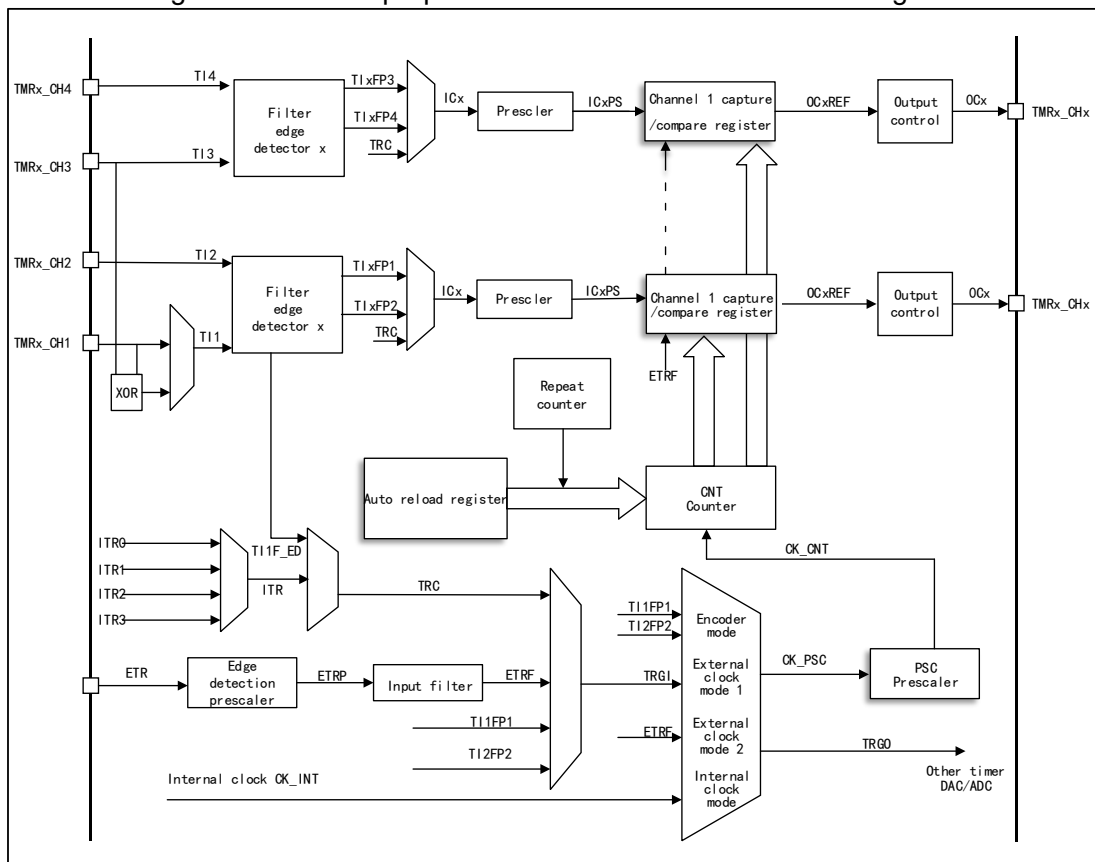 TMRx_CH4
TI4
TIxFP3
ICx
Prescler
ICxPS
Channel 1 capture
/compare register
OCxREF
Output
control
OCx
TMRx_CHx
Filter
edge
detector x
TIxFP4
TRC
TMRx_CH3
TI3
TMRx_CH2
TI2
TIxFP1
ICx
Prescler
ICxPS
Channel 1 capture
/compare register
OCxREF
Output
control
OCx
TMRx_CHx
Filter
edge
detector x
TIxFP2
TRC
TMRx_CH1
TI1
XOR
ETRF
Repeat
counter
Auto reload register
CNT
Counter
CK_CNT
ITR0
ITR1
ITR2
ITR3
TI1F_ED
ITR
TRC
TI1FP1
TI2FP2
Encoder
mode
External
clock
mode 1
CK_PSC
PSC
Prescaler
ETR
Edge
detection
prescaler
ETRP
Input filter
ETRF
TRGI
TI1FP1
TI2FP2
ETRF
External
clock
mode 2
TRGO
Other timer
DAC/ADC
Internal clock CK_INT
Internal
clock
mode